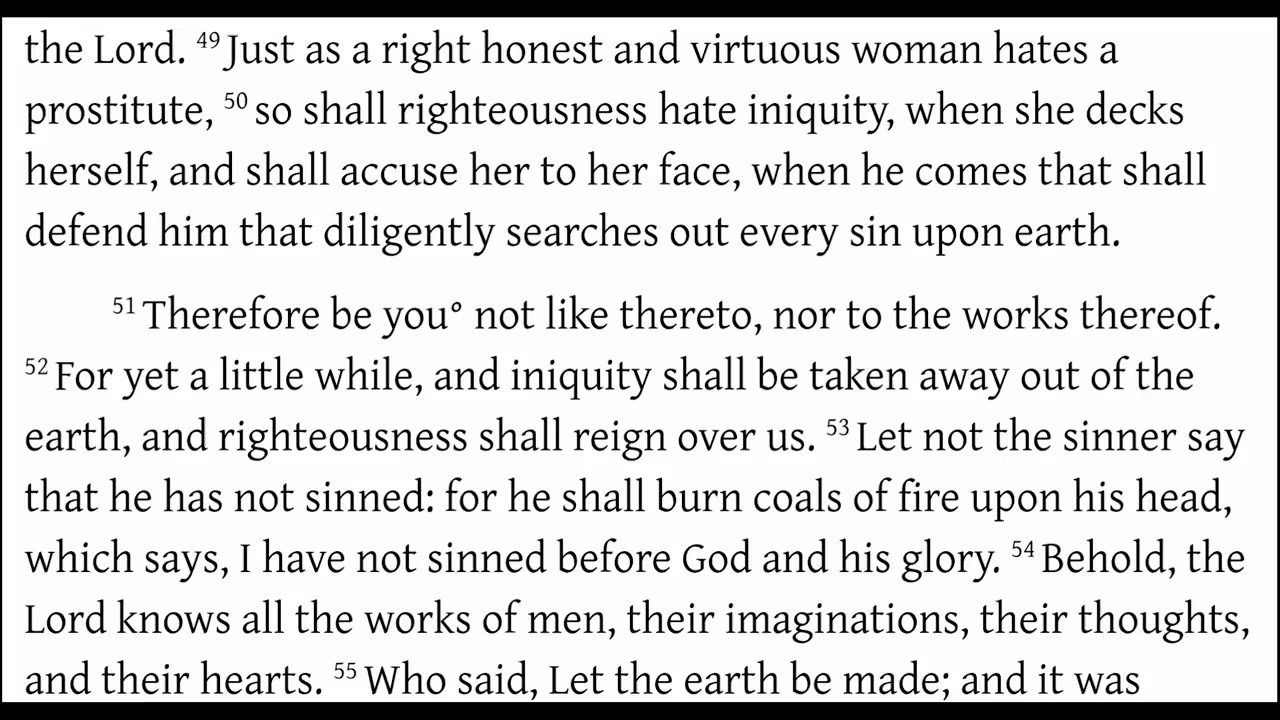 the Lord. 49 Just as a right honest and virtuous woman hates a
prostitute, 50 so shall righteousness hate iniquity, when she decks
herself, and shall accuse her to her face, when he comes that shall
defend him that diligently searches out every sin upon earth.
51 Therefore be you° not like thereto, nor to the works thereof.
52 For yet a little while, and iniquity shall be taken away out of the
earth, and righteousness shall reign over us. 53 Let not the sinner say
that he has not sinned: for he shall burn coals of fire upon his head,
which says, I have not sinned before God and his glory. 54 Behold, the
Lord knows all the works of men, their imaginations, their thoughts,
and their hearts. 55 Who said, Let the earth be made; and it was